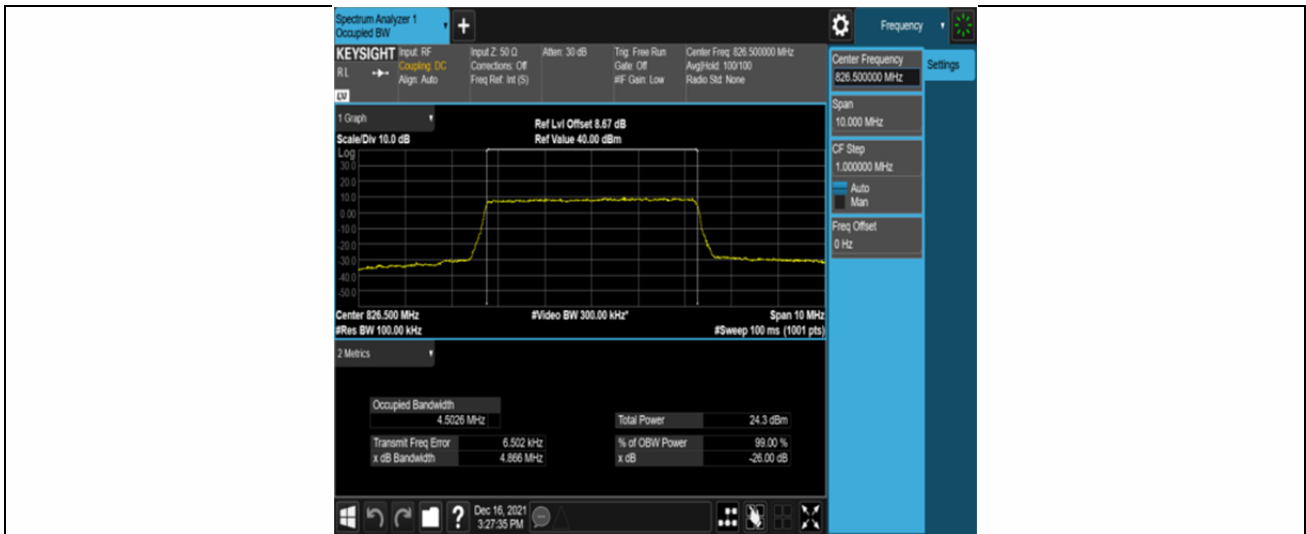 Spectrum Analyzer 1
Occupied BW
Frequency
KEYSIGHT
R L
Input: RF
Coupling: DC
Align: Auto
Input Z: 50 Ω
Corrections: Off
Freq Ref: Int (S)
Atten: 30 dB
Trig: Free Run
Gate: Off
#IF Gain: Low
Center Freq: 826.500000 MHz
Avg|Hold: 100/100
Radio Std: None
1 Graph
Scale/Div 10.0 dB
Ref Lvl Offset 8.67 dB
Ref Value 40.00 dBm
Log
30.0
20.0
10.0
0.00
-10.0
-20.0
-30.0
-40.0
-50.0
Center 826.500 MHz
#Video BW 300.00 kHz*
Span 10 MHz
#Res BW 100.00 kHz
#Sweep 100 ms (1001 pts)
2 Metrics
Occupied Bandwidth
4.5026 MHz
Total Power 24.3 dBm
Transmit Freq Error 6.502 kHz
% of OBW Power 99.00 %
x dB Bandwidth 4.866 MHz
x dB -26.00 dB
Dec 16, 2021
3:27:35 PM
Center Frequency
826.500000 MHz
Settings
Span
10.000 MHz
CF Step
1.000000 MHz
Auto
Man
Freq Offset
0 Hz